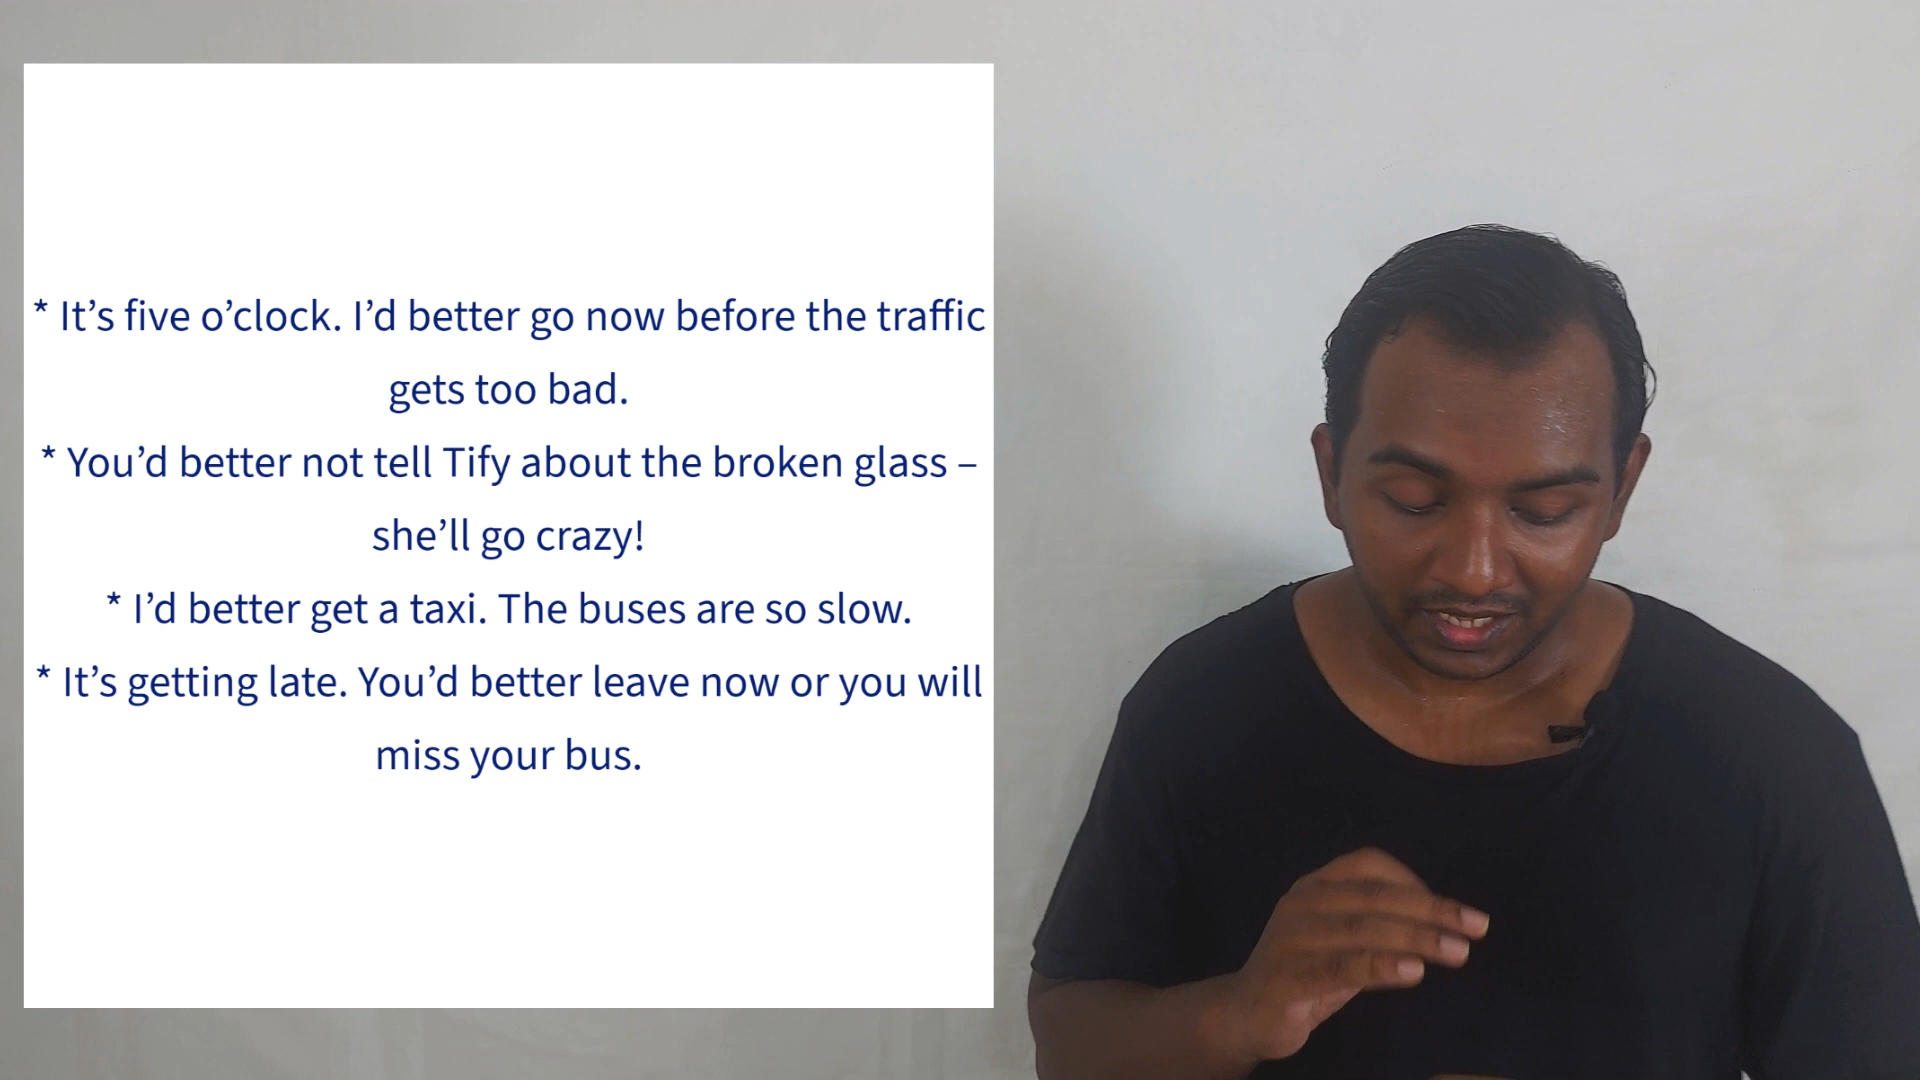 * It’s five o’clock. I’d better go now before the traffic
gets too bad.
* You’d better not tell Tify about the broken glass –
she’ll go crazy!
* I’d better get a taxi. The buses are so slow.
* It’s getting late. You’d better leave now or you will
miss your bus.